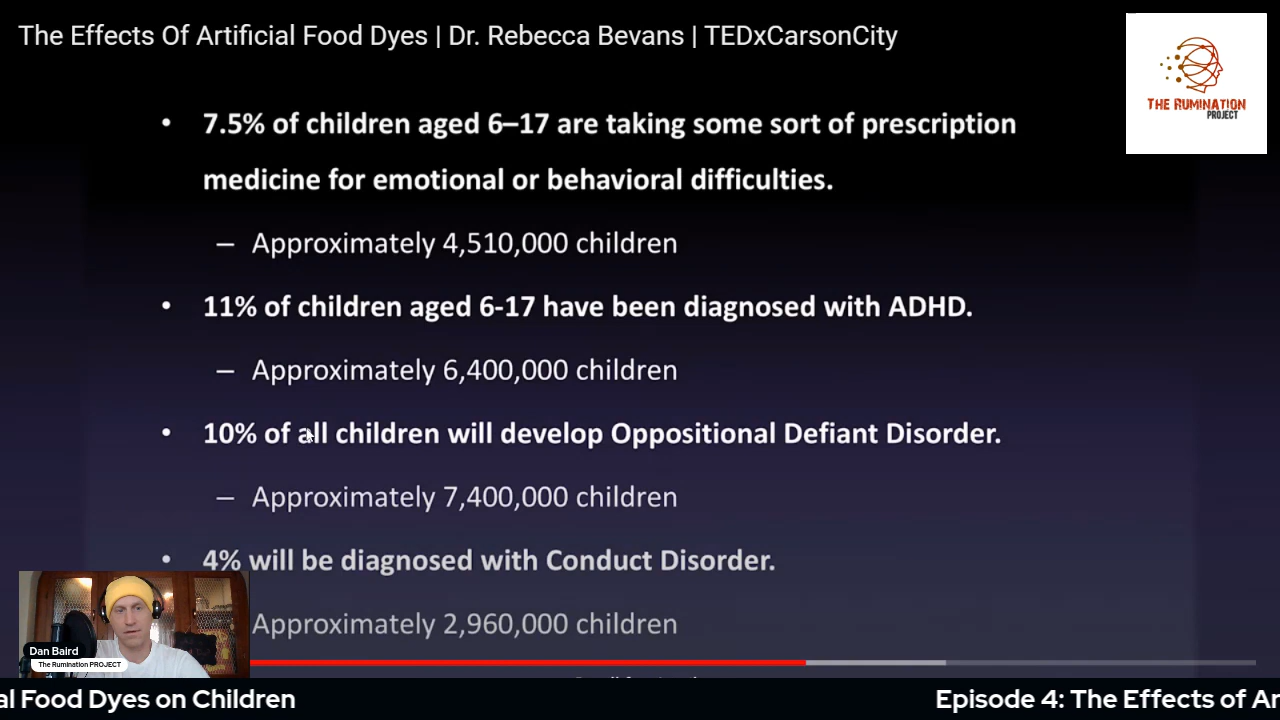 The Effects Of Artificial Food Dyes | Dr. Rebecca Bevans | TEDxCarsonCity
THE RUMINATION
PROJECT
• 7.5% of children aged 6–17 are taking some sort of prescription
medicine for emotional or behavioral difficulties.
– Approximately 4,510,000 children
• 11% of children aged 6-17 have been diagnosed with ADHD.
– Approximately 6,400,000 children
• 10% of all children will develop Oppositional Defiant Disorder.
– Approximately 7,400,000 children
• 4% will be diagnosed with Conduct Disorder.
Approximately 2,960,000 children
Dan Baird
The Rumination PROJECT
al Food Dyes on Children
Episode 4: The Effects of Ar